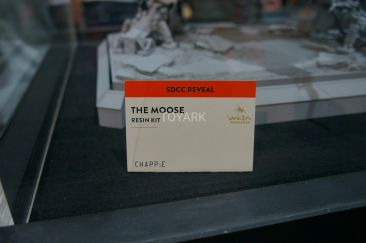 SDCC REVEAL
THE MOOSE
TOYARK
RESIN KIT
CHAPPiE